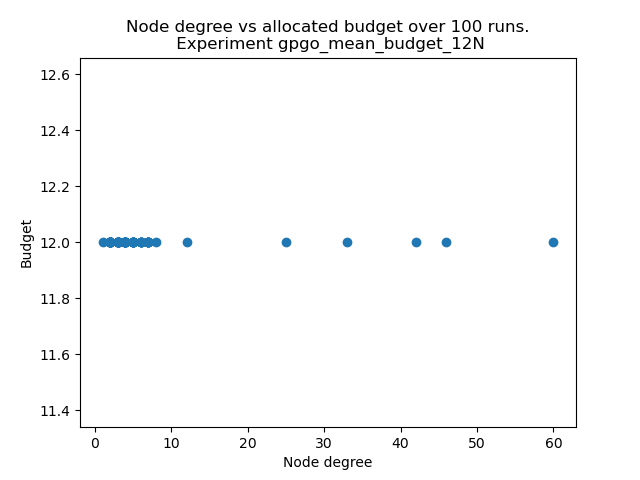 Node degree vs allocated budget over 100 runs.
Experiment gpgo_mean_budget_12N
12.6
12.4
12.2
12.0
11.8
11.6
11.4
Budget
0 10 20 30 40 50 60
Node degree